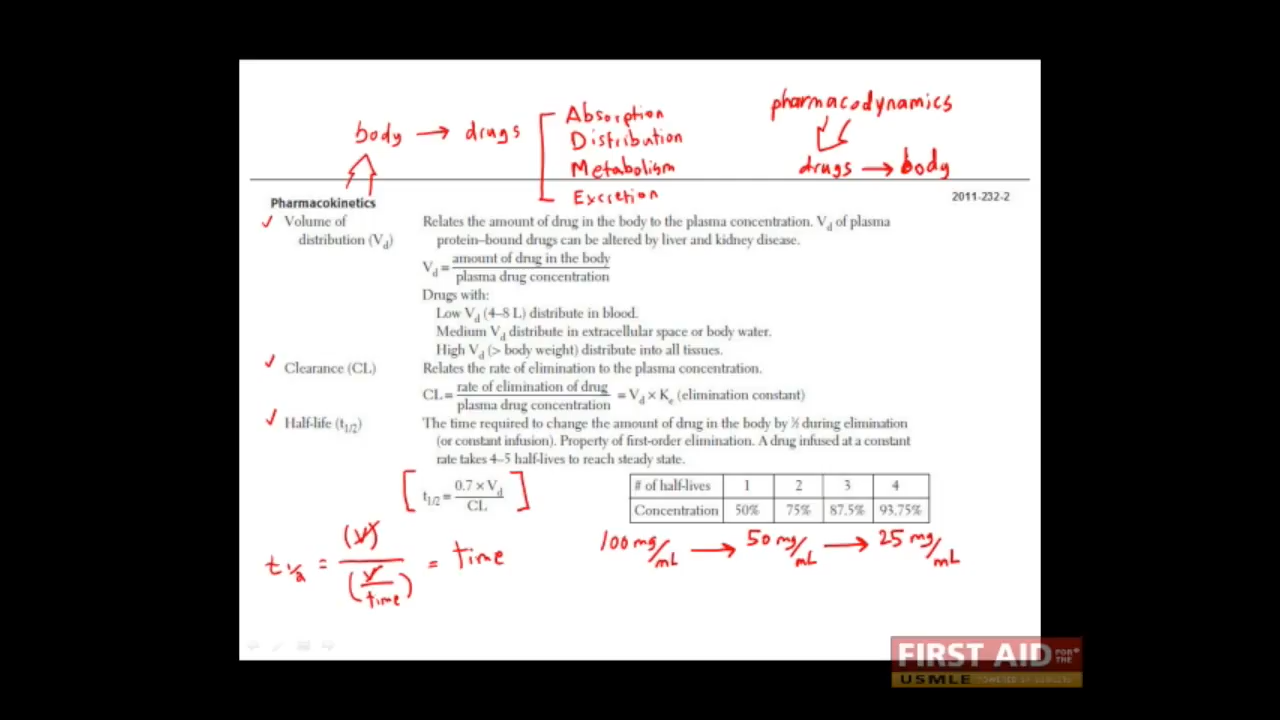 pharmacodynamics
body → drugs
Absorption
Distribution
Metabolism
Excretion
drugs → body
Pharmacokinetics
2011-232-2
✓ Volume of distribution (Vd)
Relates the amount of drug in the body to the plasma concentration. Vd of plasma
protein–bound drugs can be altered by liver and kidney disease.
Vd = amount of drug in the body / plasma drug concentration
Drugs with:
Low Vd (4–8 L) distribute in blood.
Medium Vd distribute in extracellular space or body water.
High Vd (> body weight) distribute into all tissues.
✓ Clearance (CL)
Relates the rate of elimination to the plasma concentration.
CL = rate of elimination of drug / plasma drug concentration = Vd × Ke (elimination constant)
✓ Half-life (t1/2)
The time required to change the amount of drug in the body by ½ during elimination
(or constant infusion). Property of first-order elimination. A drug infused at a constant
rate takes 4–5 half-lives to reach steady state.
[ t1/2 = 0.7 × Vd / CL ]
# of half-lives 1 2 3 4
Concentration 50% 75% 87.5% 93.75%
100 mg/mL → 50 mg/mL → 25 mg/mL
t 1/2 = (V) / (V/time) = time
FIRST AID FOR THE®
USMLE